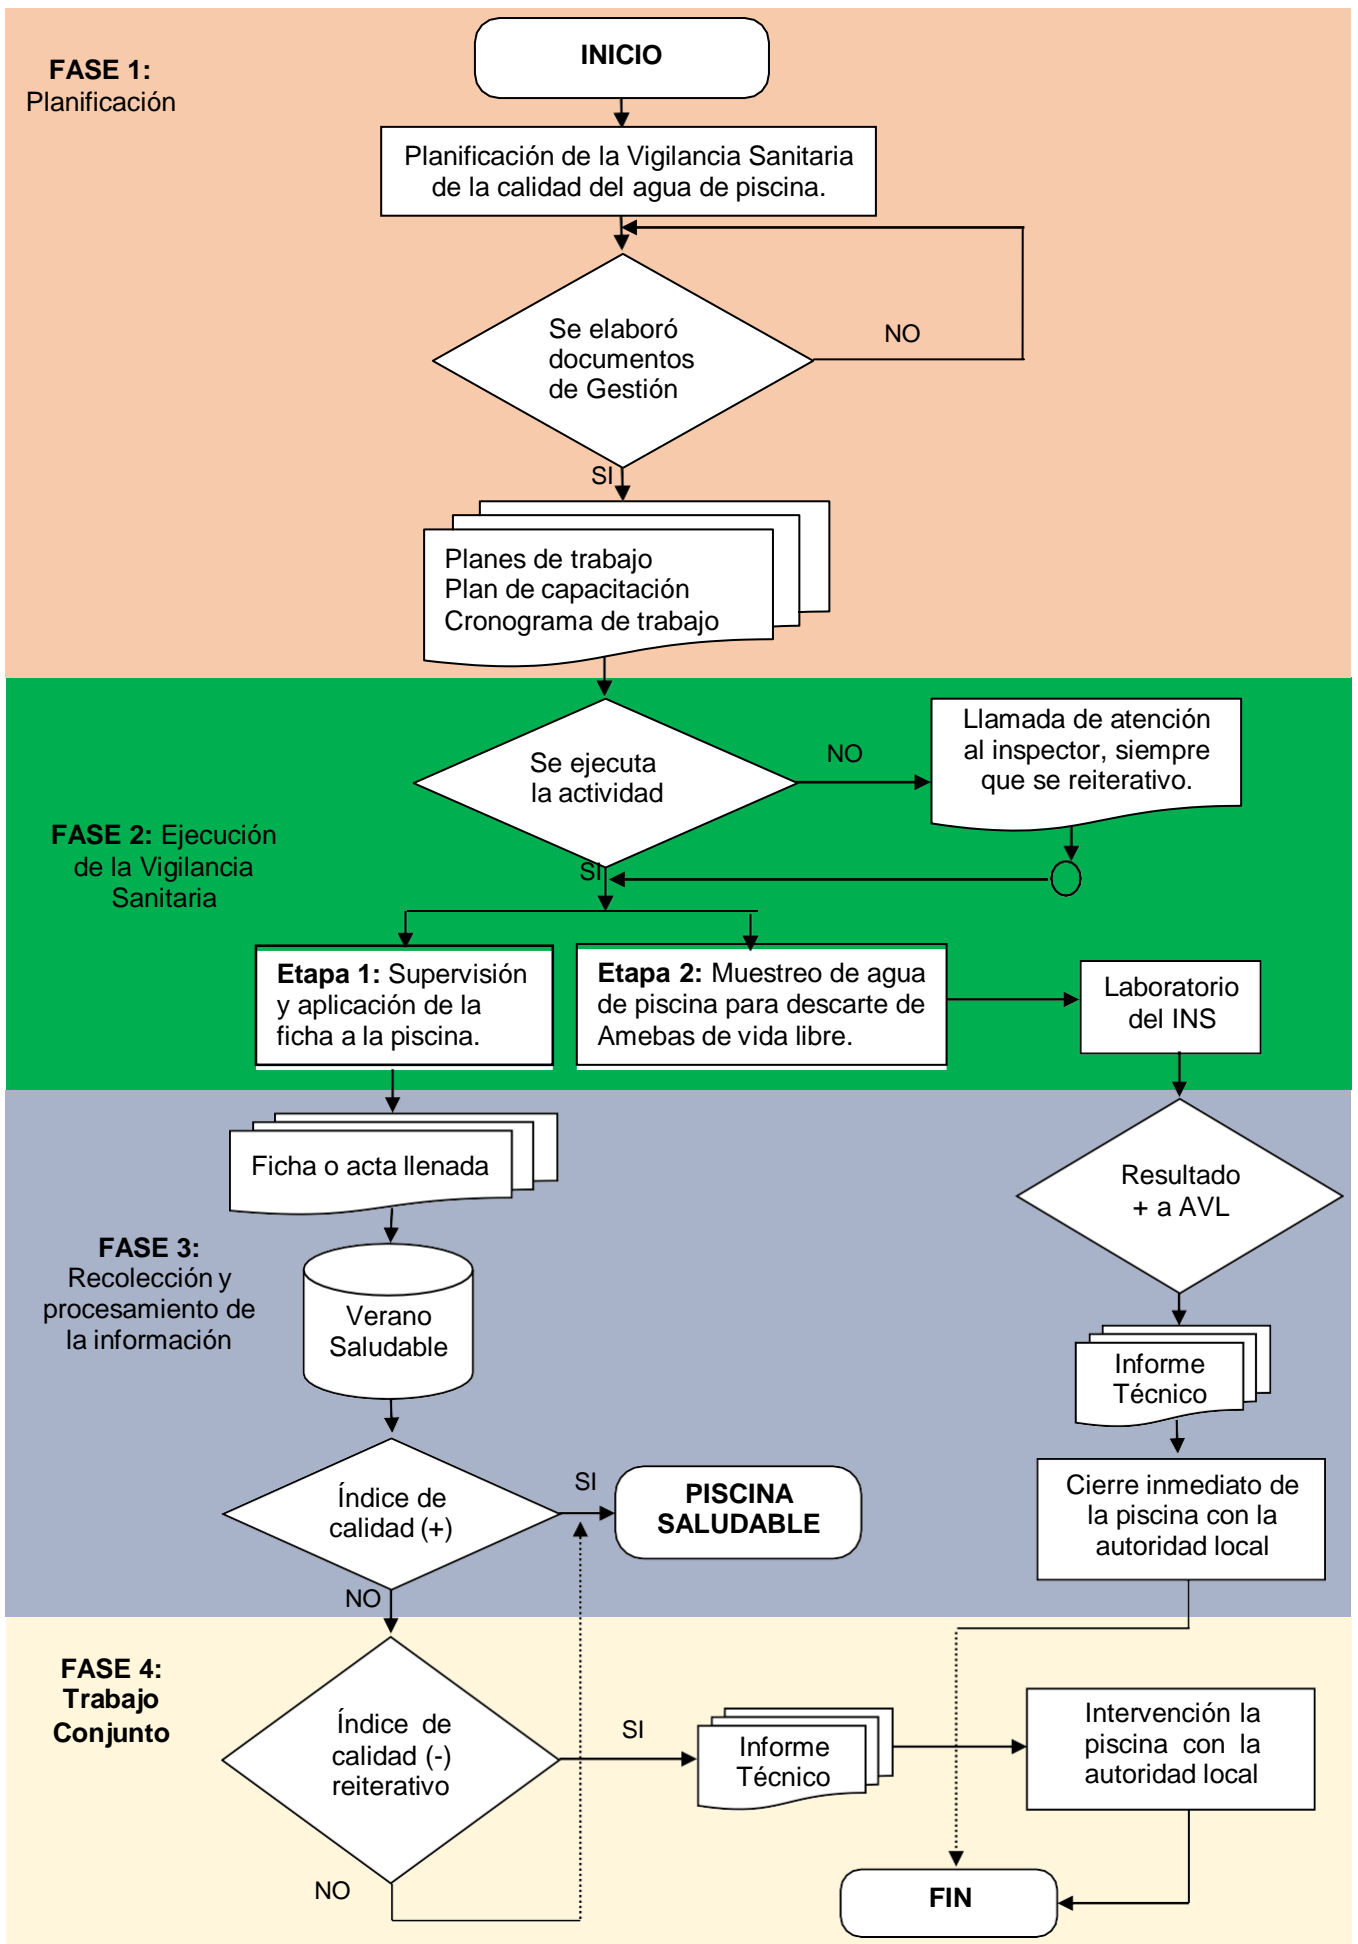 INICIO
FASE 1:
Planificación
Planificación de la Vigilancia Sanitaria
de la calidad del agua de piscina.
Se elaboró
documentos
de Gestión
NO
SI
Planes de trabajo
Plan de capacitación
Cronograma de trabajo
Se ejecuta
la actividad
NO
Llamada de atención
al inspector, siempre
que se reiterativo.
FASE 2: Ejecución
de la Vigilancia
Sanitaria
SI
Etapa 1: Supervisión
y aplicación de la
ficha a la piscina.
Etapa 2: Muestreo de agua
de piscina para descarte de
Amebas de vida libre.
Laboratorio
del INS
Ficha o acta llenada
Resultado
+ a AVL
FASE 3:
Recolección y
procesamiento de
la información
Verano
Saludable
Informe
Técnico
Índice de
calidad (+)
SI
PISCINA
SALUDABLE
Cierre inmediato de
la piscina con la
autoridad local
NO
FASE 4:
Trabajo
Conjunto
Índice de
calidad (-)
reiterativo
SI
Informe
Técnico
Intervención la
piscina con la
autoridad local
NO
FIN